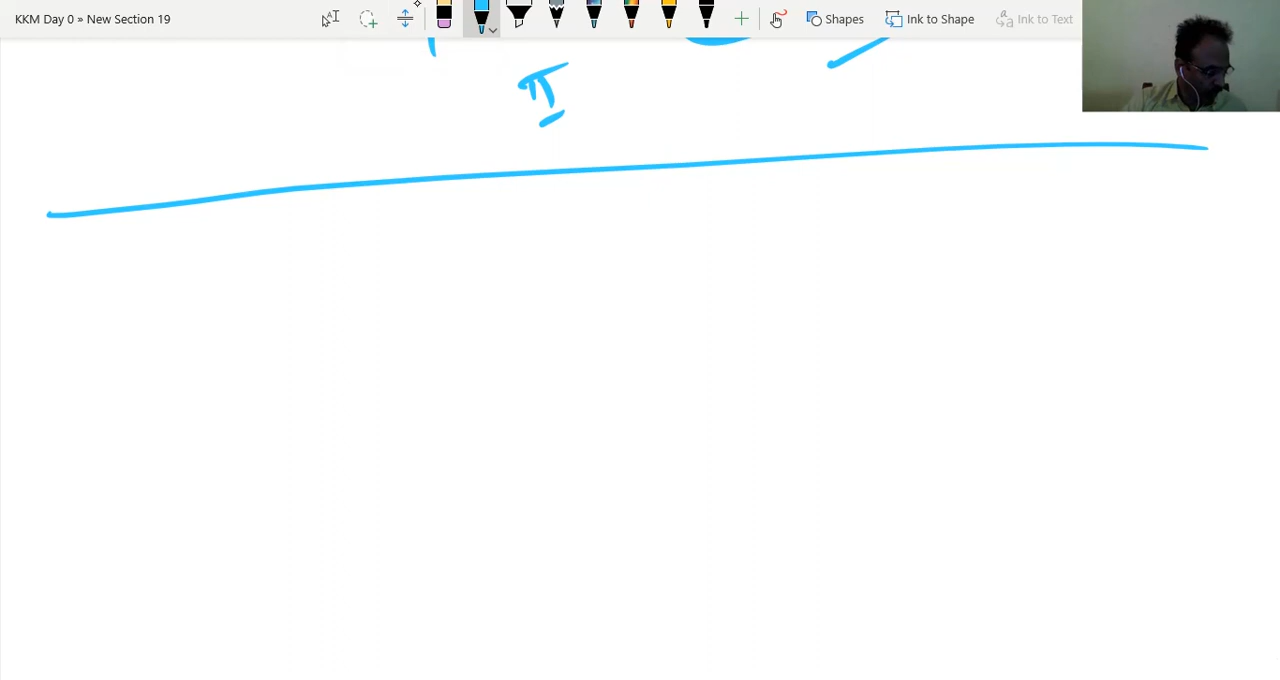 KKM Day 0 » New Section 19
Shapes
Ink to Shape
Ink to Text
π